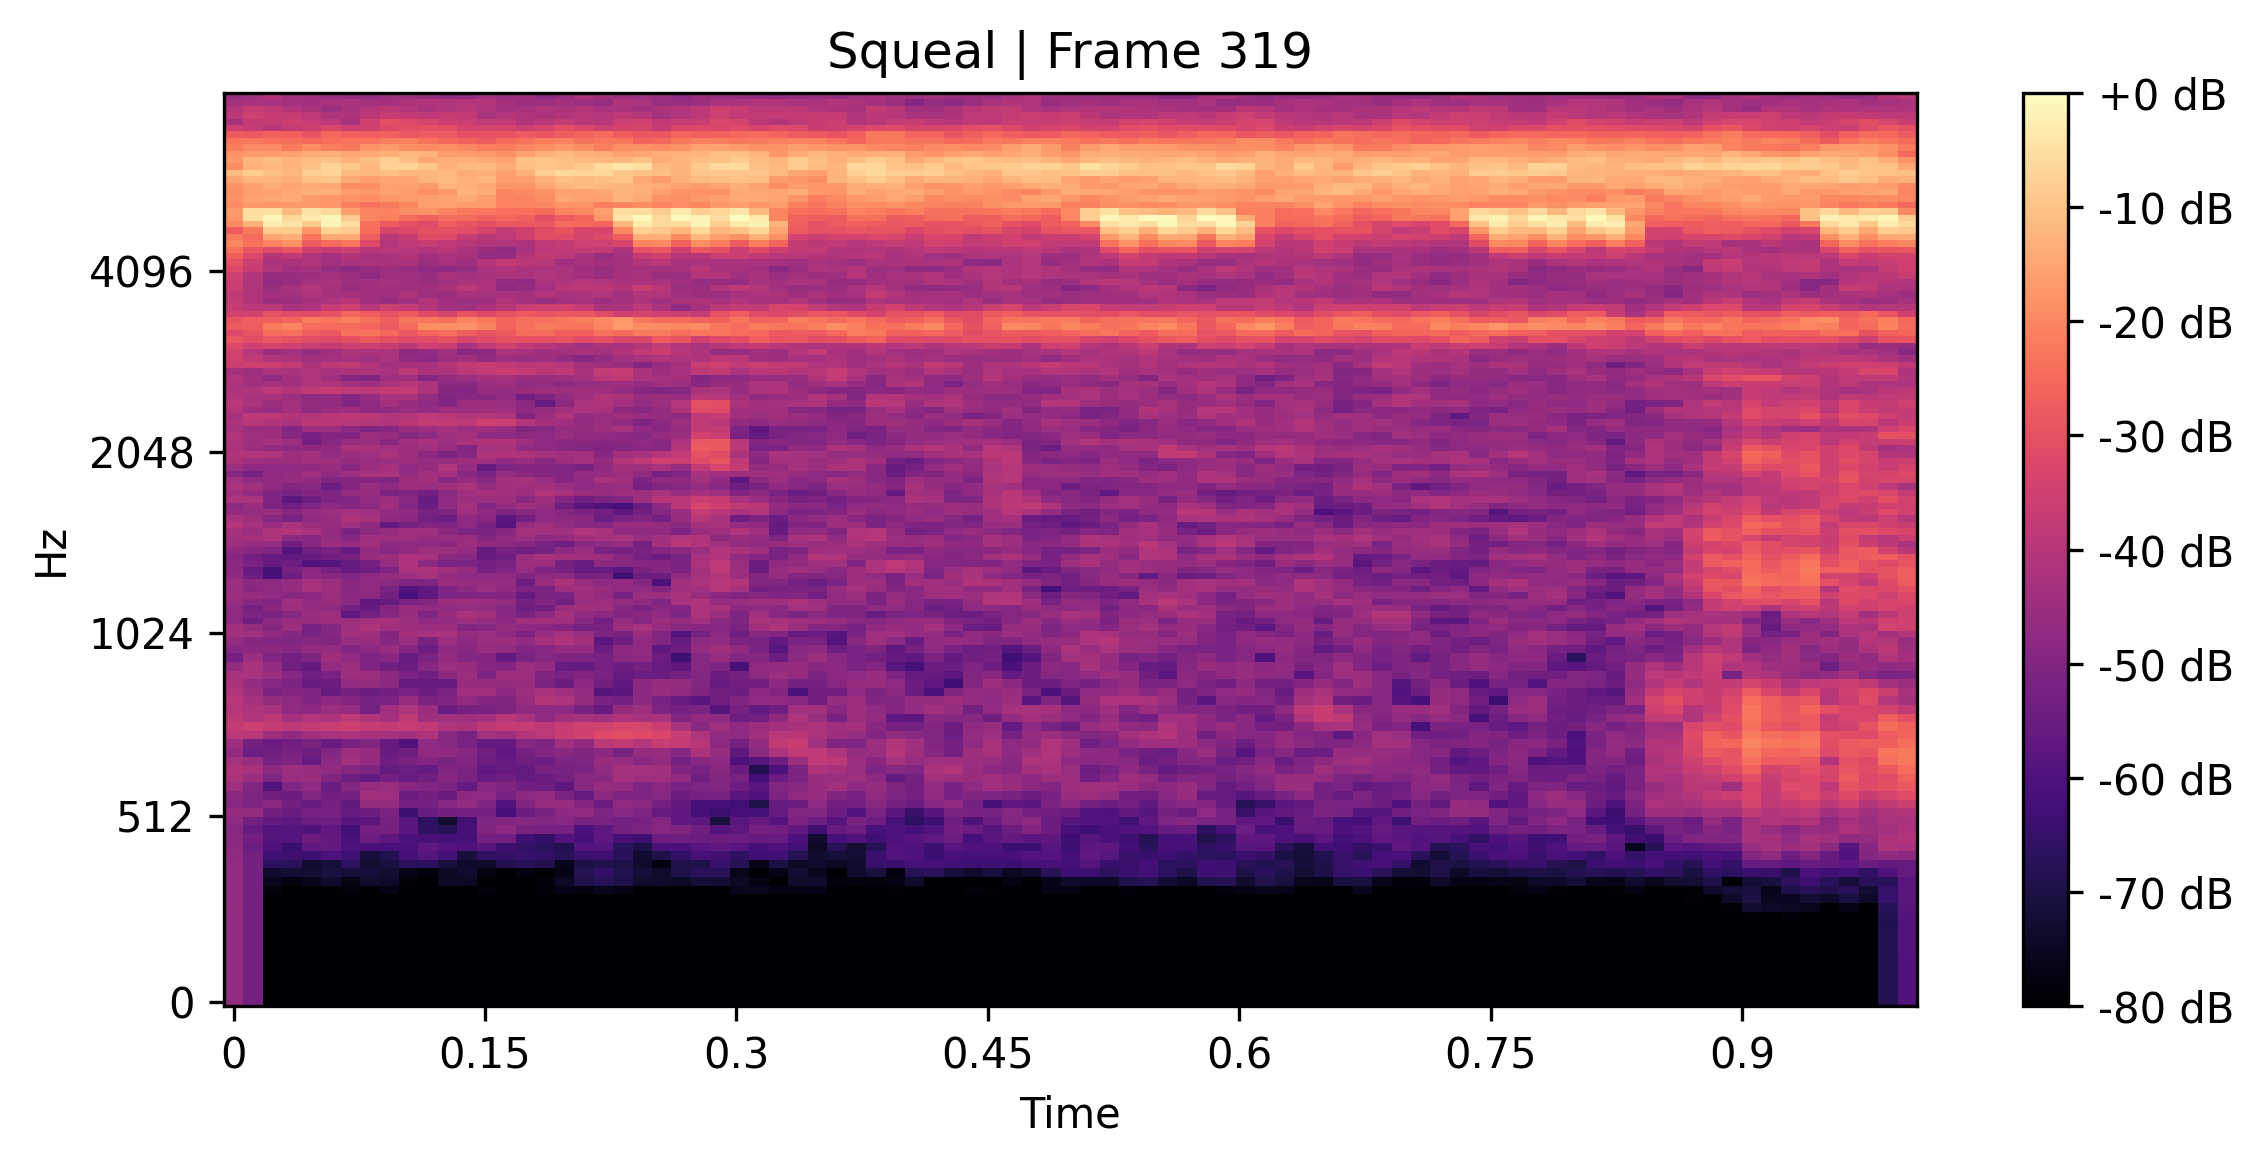 Squeal | Frame 319
Hz
4096
2048
1024
512
0
0 0.15 0.3 0.45 0.6 0.75 0.9
Time
+0 dB
-10 dB
-20 dB
-30 dB
-40 dB
-50 dB
-60 dB
-70 dB
-80 dB